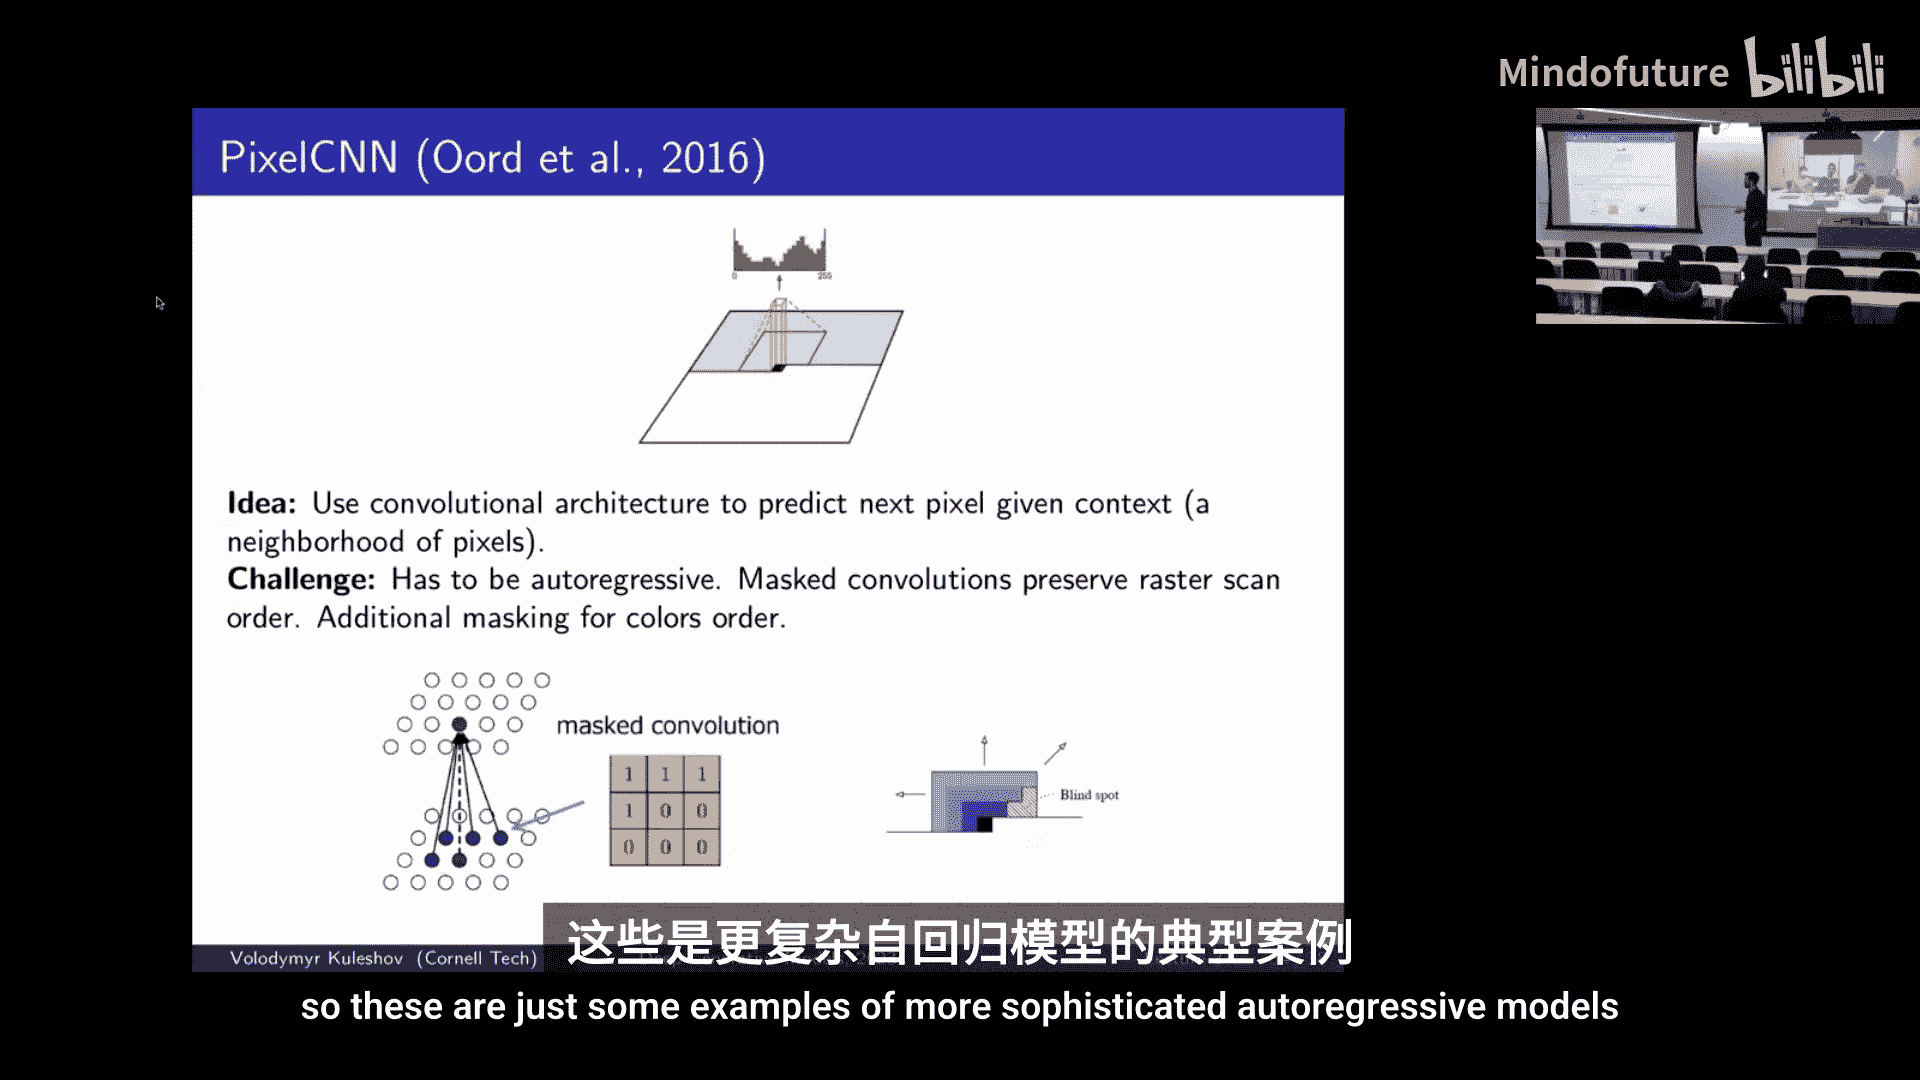 Mindofuture bilibili
PixelCNN (Oord et al., 2016)
0 255
Idea: Use convolutional architecture to predict next pixel given context (a
neighborhood of pixels).
Challenge: Has to be autoregressive. Masked convolutions preserve raster scan
order. Additional masking for colors order.
masked convolution
1 1 1
1 0 0
0 0 0
Blind spot
Volodymyr Kuleshov (Cornell Tech)
这些是更复杂自回归模型的典型案例
so these are just some examples of more sophisticated autoregressive models